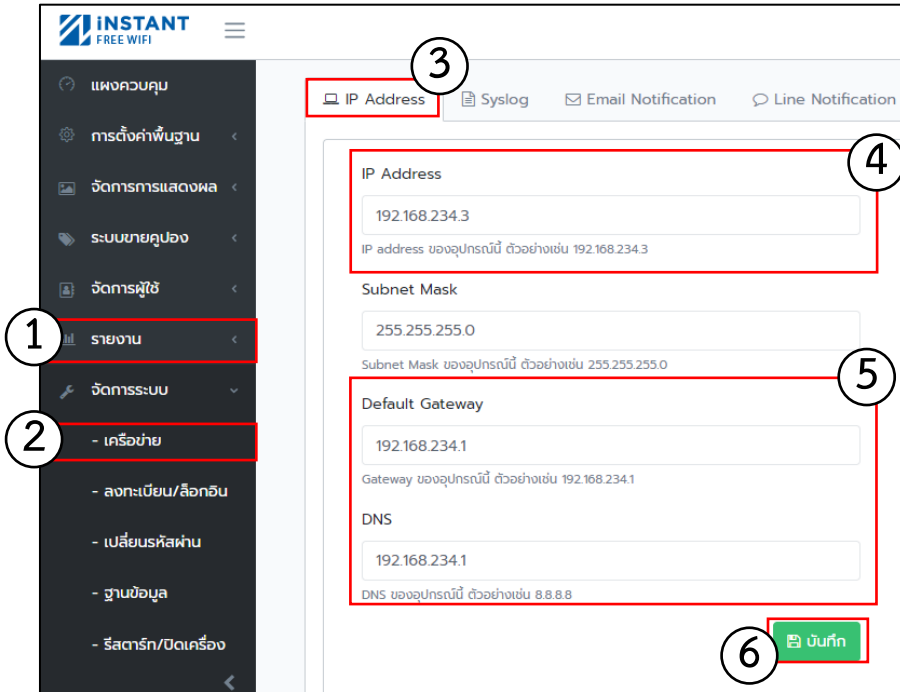 INSTANT
FREE WIFI
แผงควบคุม
การตั้งค่าพื้นฐาน
จัดการการแสดงผล
ระบบขายคูปอง
จัดการผู้ใช้
1
รายงาน
จัดการระบบ
2
- เครือข่าย
- ลงทะเบียน/ล็อกอิน
- เปลี่ยนรหัสผ่าน
- ฐานข้อมูล
- รีสตาร์ท/ปิดเครื่อง
3
IP Address
Syslog
Email Notification
Line Notification
4
IP Address
192.168.234.3
IP address ของอุปกรณ์นี้ ตัวอย่างเช่น 192.168.234.3
Subnet Mask
255.255.255.0
Subnet Mask ของอุปกรณ์นี้ ตัวอย่างเช่น 255.255.255.0
5
Default Gateway
192.168.234.1
Gateway ของอุปกรณ์นี้ ตัวอย่างเช่น 192.168.234.1
DNS
192.168.234.1
DNS ของอุปกรณ์นี้ ตัวอย่างเช่น 8.8.8.8
6
บันทึก